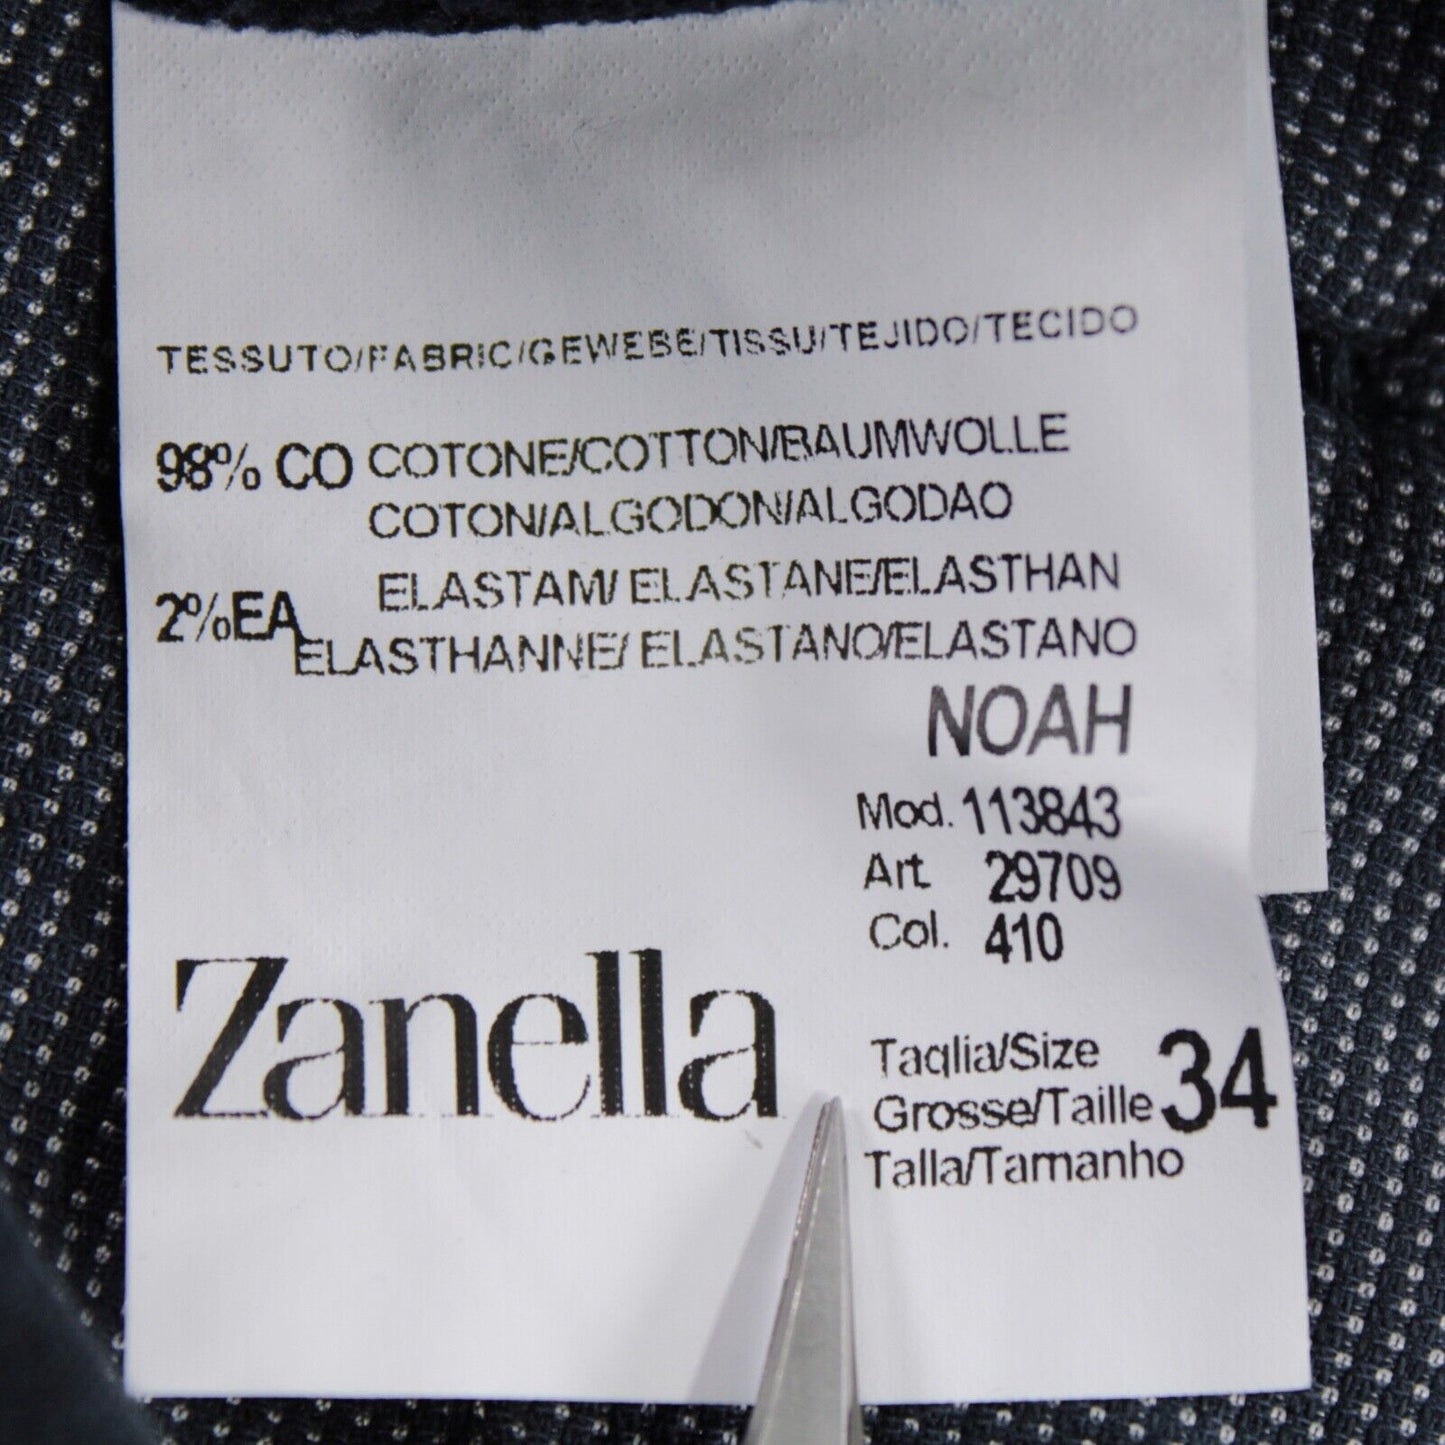 TESSUTO/FABRIC/GEWEBE/TISSU/TEJIDO/TECIDO
98% CO COTONE/COTTON/BAUMWOLLE
COTON/ALGODON/ALGODAO
2%EA ELASTAM/ ELASTANE/ELASTHAN
ELASTHANNE/ ELASTANO/ELASTANO
NOAH
Mod. 113843
Art. 29709
Col. 410
Zanella
Taglia/Size
Grosse/Taille 34
Talla/Tamanho